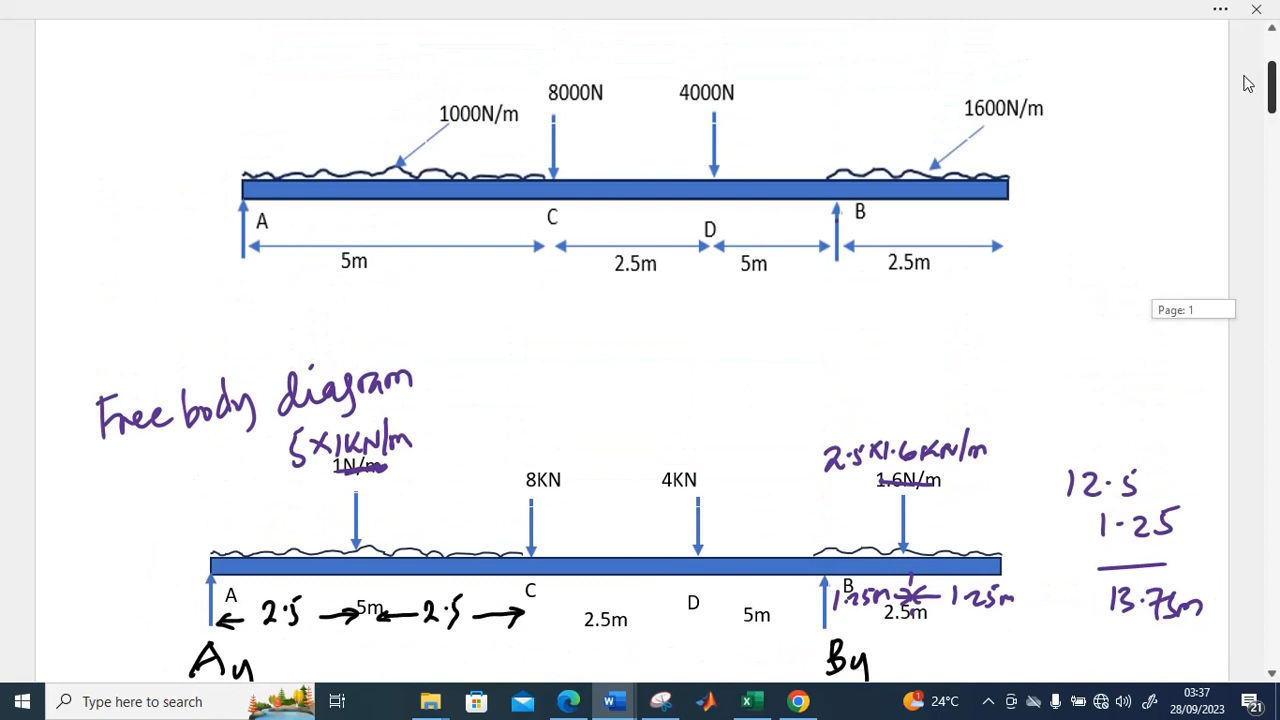 8000N 4000N
1000N/m 1600N/m
A C D B
5m 2.5m 5m 2.5m
Page: 1
Free body diagram
5×1KN/m 2.5×1.6KN/m
1N/m 8KN 4KN 1.6N/m
12.5
1.25
13.75m
A C D B
2.5 5m 2.5 2.5m 5m 1.25m 1.25m
2.5m
Ay By
Type here to search
24°C
03:37
28/09/2023
21